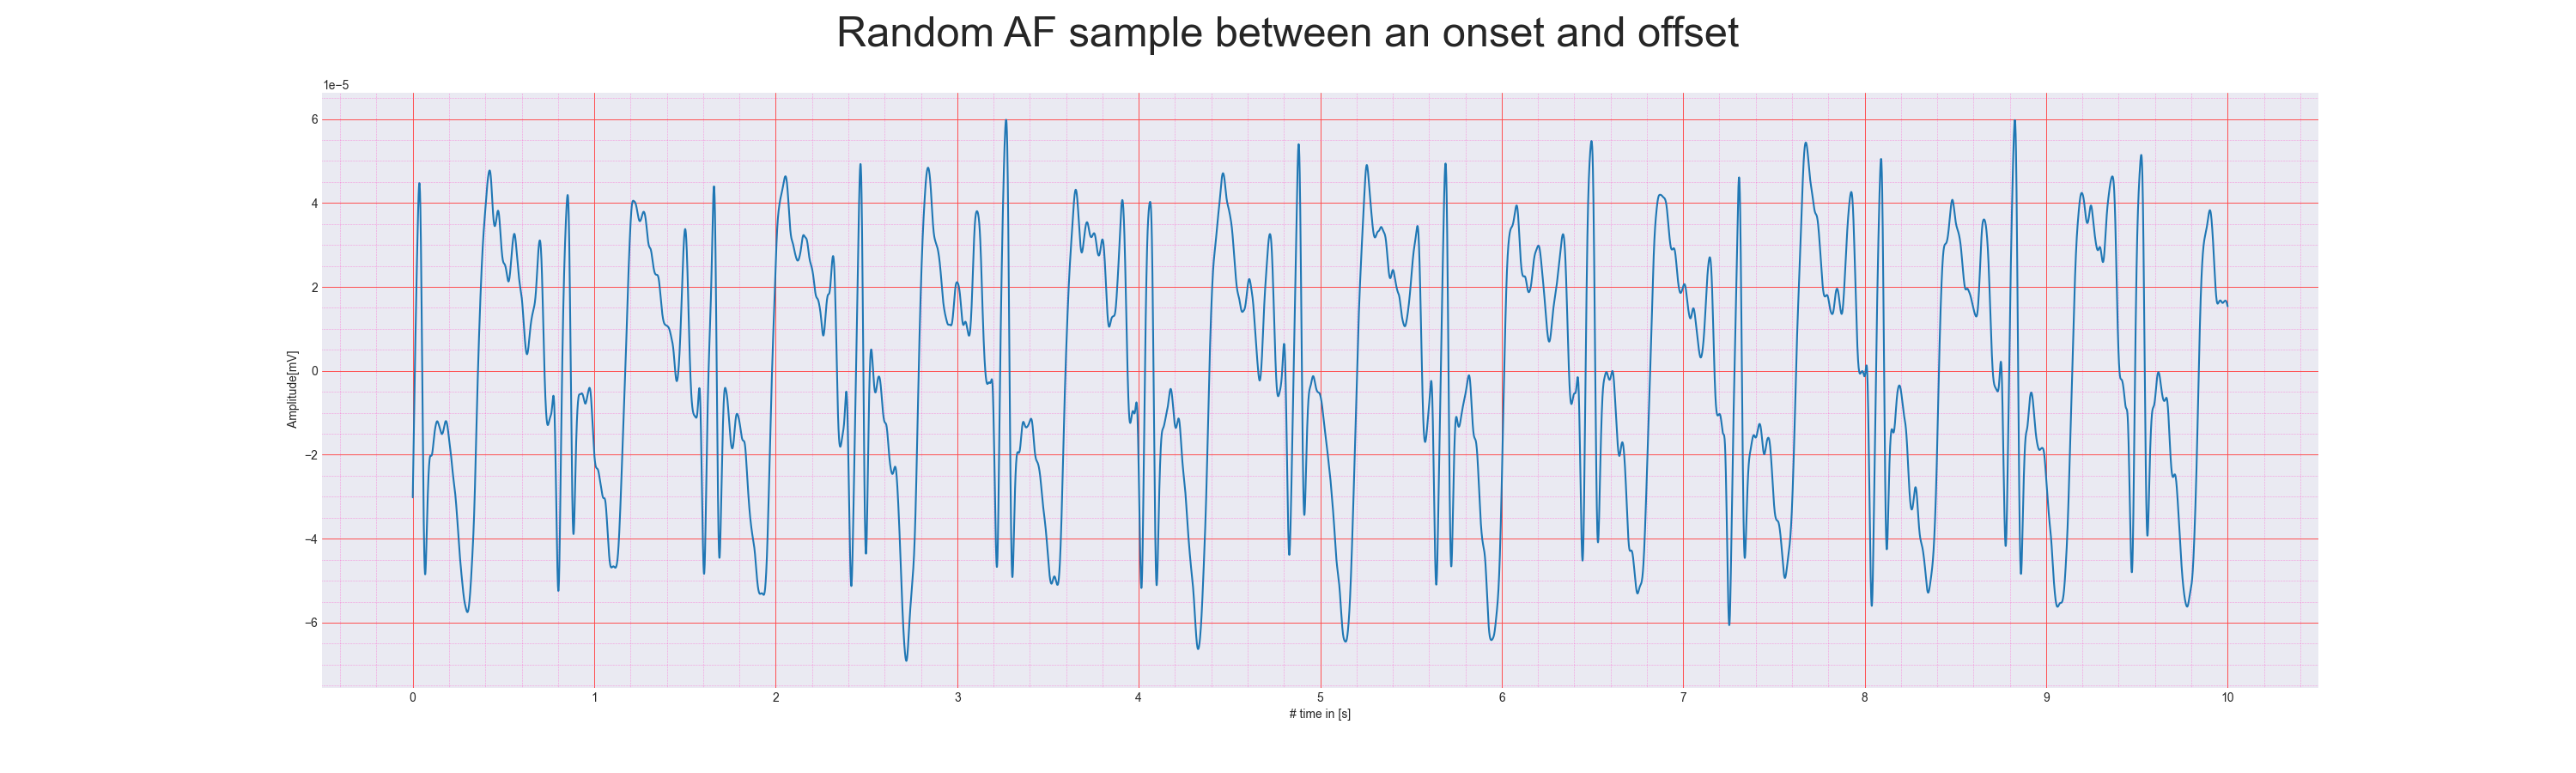 Random AF sample between an onset and offset
1e−5
6
4
2
0
−2
−4
−6
Amplitude[mV]
0 1 2 3 4 5 6 7 8 9 10
# time in [s]